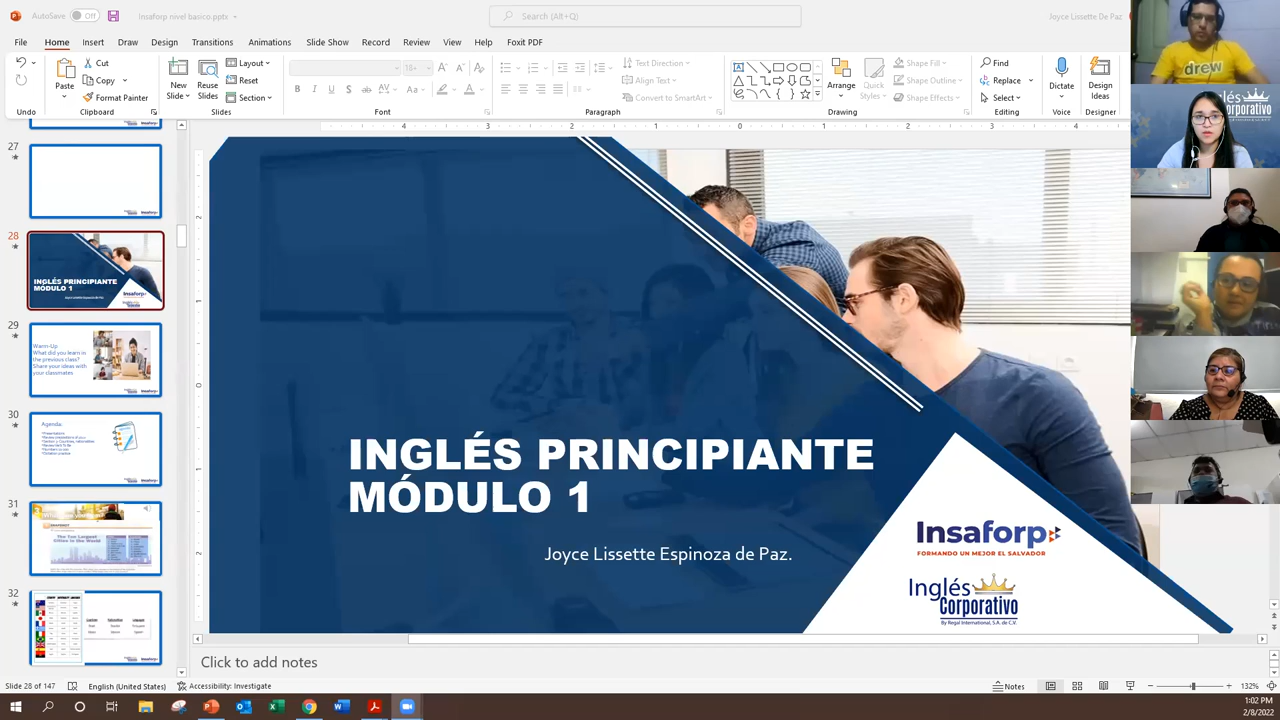 AutoSave Off
Insaforp nivel basico.pptx
Search (Alt+Q)
Joyce Lissette De Paz
File Home Insert Draw Design Transitions Animations Slide Show Record Review View Help Foxit PDF
Undo
Paste
Cut
Copy
Format Painter
Clipboard
New Slide
Reuse Slides
Layout
Reset
Section
Slides
18+
Font
Text Direction
Align Text
Convert to SmartArt
Paragraph
Arrange
Quick Styles
Shape Fill
Shape Outline
Shape Effects
Drawing
Find
Replace
Select
Editing
Dictate
Voice
Design Ideas
Designer
drew
Inglés
Corporativo
27
28
INGLÉS PRINCIPIANTE
MÓDULO 1
Insaforp
29
Warm-Up
What did you learn in
the previous class?
Share your ideas with
your classmates
Insaforp
30
Agenda:
Insaforp
31
SNAPSHOT
The Ten Largest
Cities in the World
32
INGLÉS PRINCIPIANTE
MÓDULO 1
Joyce Lissette Espinoza de Paz.
Insaforp
FORMANDO UN MEJOR EL SALVADOR
Inglés
Corporativo
By Regal International, S.A. de C.V.
Click to add notes
Slide 28 of 147
English (United States)
Accessibility: Investigate
Notes
132%
1:02 PM
2/8/2022